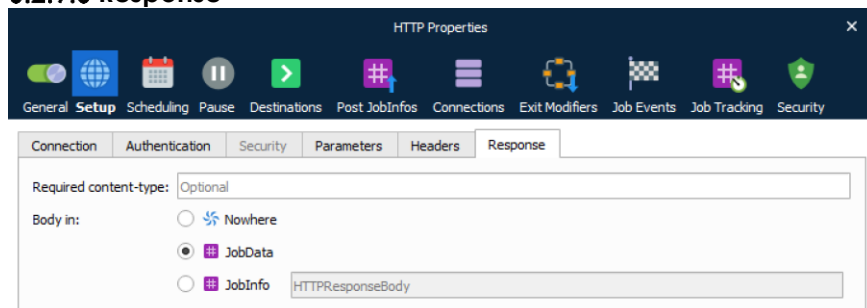 Response
HTTP Properties
General Setup Scheduling Pause Destinations Post JobInfos Connections Exit Modifiers Job Events Job Tracking Security
Connection Authentication Security Parameters Headers Response
Required content-type: Optional
Body in: Nowhere
JobData
JobInfo HTTPResponseBody